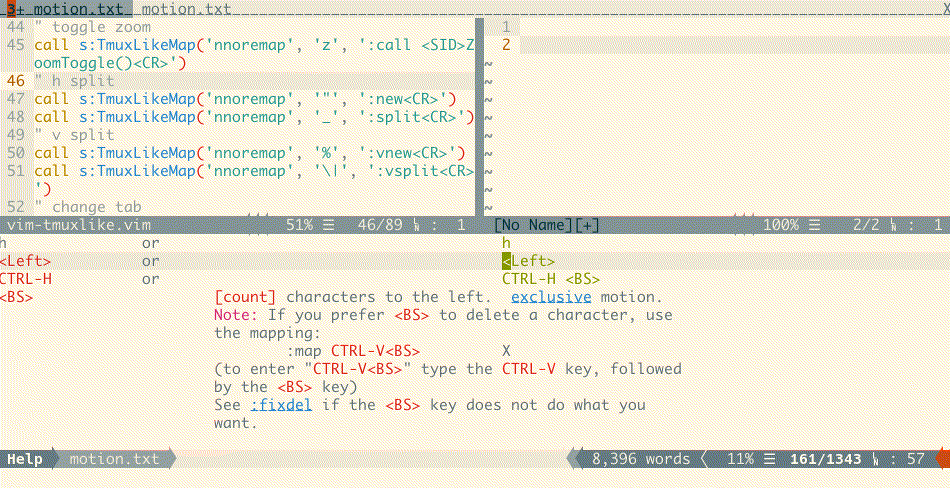 3+ motion.txt  motion.txt X
44 " toggle zoom
45 call s:TmuxLikeMap('nnoremap', 'z', ':call <SID>Z
oomToggle()<CR>')
46 " h split
47 call s:TmuxLikeMap('nnoremap', '"', ':new<CR>')
48 call s:TmuxLikeMap('nnoremap', '_', ':split<CR>')
49 " v split
50 call s:TmuxLikeMap('nnoremap', '%', ':vnew<CR>')
51 call s:TmuxLikeMap('nnoremap', '\|', ':vsplit<CR>
')
52 " change tab
vim-tmuxlike.vim 51% ☰ 46/89 ㏑ : 1
1
2
~
~
~
~
~
~
~
~
~
[No Name][+] 100% ☰ 2/2 ㏑ : 1
h or h
<Left> or <Left>
CTRL-H or CTRL-H <BS>
<BS>
[count] characters to the left.  exclusive motion.
Note: If you prefer <BS> to delete a character, use
the mapping:
:map CTRL-V<BS> X
(to enter "CTRL-V<BS>" type the CTRL-V key, followed
by the <BS> key)
See :fixdel if the <BS> key does not do what you
want.
Help motion.txt 8,396 words 11% ☰ 161/1343 ㏑ : 57